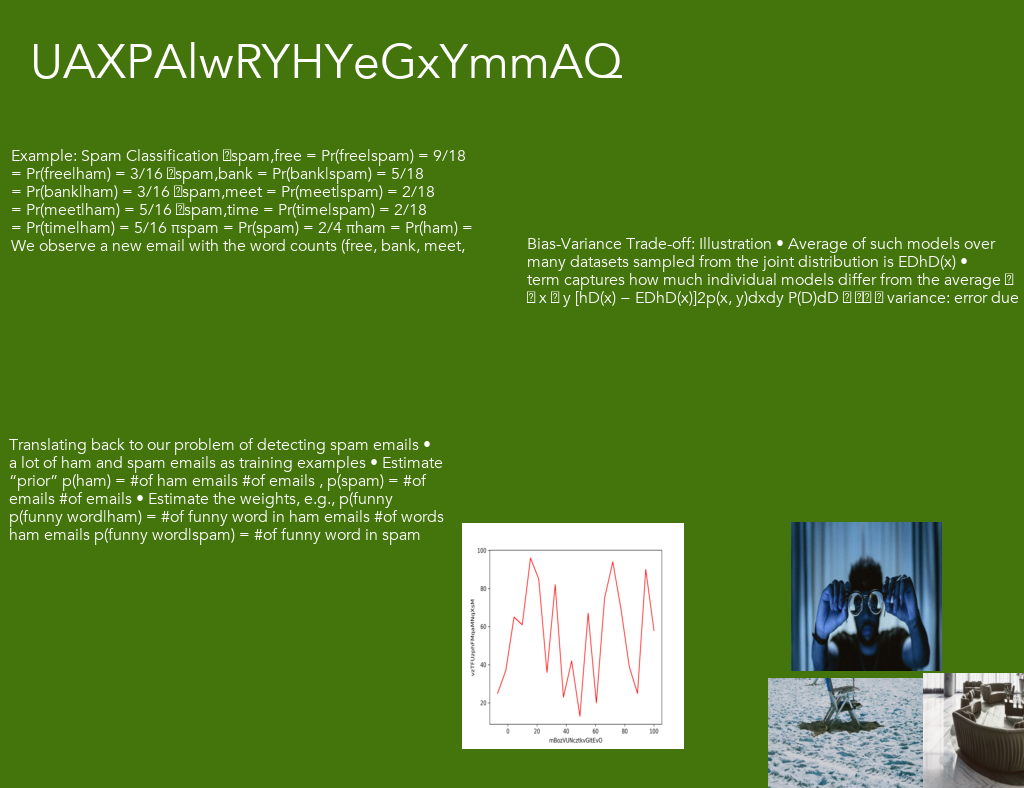 UAXPAlwRYHYeGxYmmAQ
Example: Spam Classification spam,free = Pr(free|spam) = 9/18
= Pr(free|ham) = 3/16 spam,bank = Pr(bank|spam) = 5/18
= Pr(bank|ham) = 3/16 spam,meet = Pr(meet|spam) = 2/18
= Pr(meet|ham) = 5/16 spam,time = Pr(time|spam) = 2/18
= Pr(time|ham) = 5/16 πspam = Pr(spam) = 2/4 πham = Pr(ham) =
We observe a new email with the word counts (free, bank, meet,
Bias-Variance Trade-off: Illustration • Average of such models over
many datasets sampled from the joint distribution is EDhD(x) •
term captures how much individual models differ from the average
x y [hD(x) − EDhD(x)]2p(x, y)dxdy P(D)dD variance: error due
Translating back to our problem of detecting spam emails •
a lot of ham and spam emails as training examples • Estimate
“prior” p(ham) = #of ham emails #of emails , p(spam) = #of
emails #of emails • Estimate the weights, e.g., p(funny
p(funny word|ham) = #of funny word in ham emails #of words
ham emails p(funny word|spam) = #of funny word in spam
100
80
60
40
20
0 20 40 60 80 100